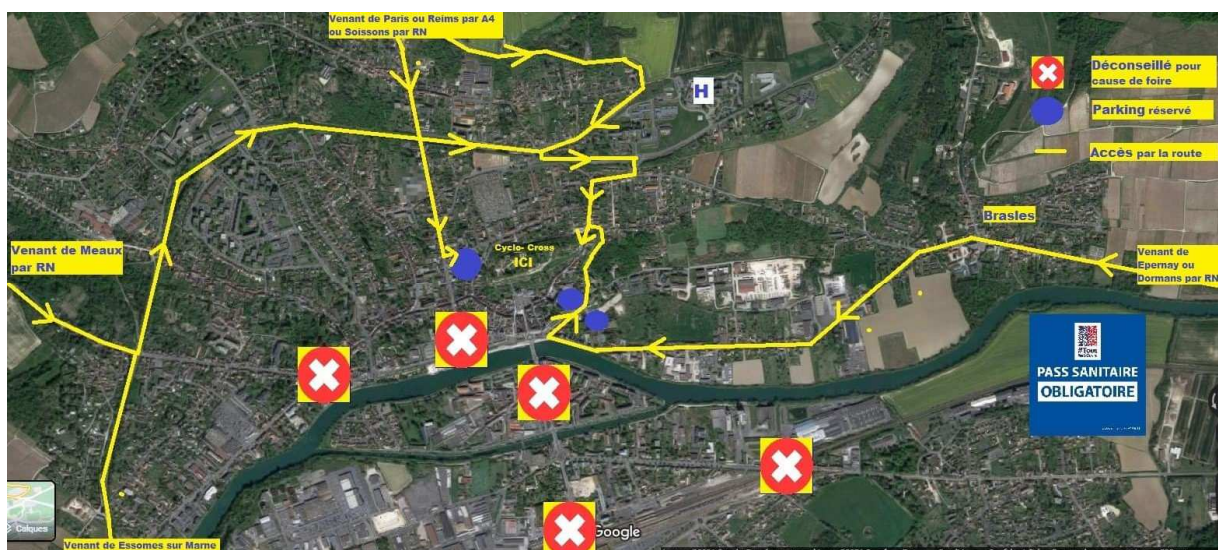 Venant de Paris ou Reims par A4
ou Soissons par RN
H
Déconseillé pour
cause de foire
Parking réservé
Accès par la route
Brasles
Venant de Meaux
par RN
Cyclo- Cross
ICI
Venant de
Epernay ou
Dormans par RN
PASS SANITAIRE
OBLIGATOIRE
Calques
Google
Venant de Essomes sur Marne